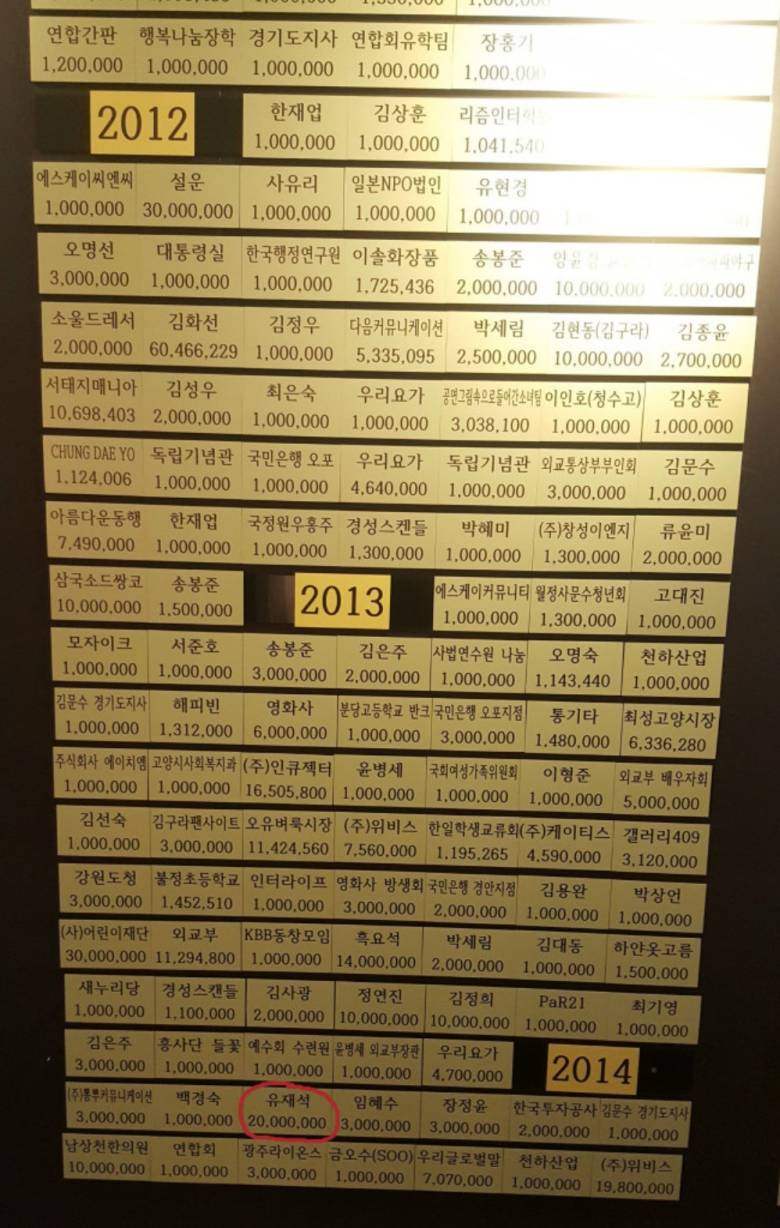 연합간판 행복나눔장학 경기도지사 연합회유학팀 장홍기
1,200,000 1,000,000 1,000,000 1,000,000 1,000,000
2012 한재업 김상훈 리즘인터
1,000,000 1,000,000 1,041,540
에스케이씨엔씨 설운 사유리 일본NPO법인 유현경
1,000,000 30,000,000 1,000,000 1,000,000 1,000,000
오명선 대통령실 한국행정연구원 이솔화장품 송봉준
3,000,000 1,000,000 1,000,000 1,725,436 2,000,000 10,000,000 2,000,000
소울드레서 김화선 김정우 다음커뮤니케이션 박세림 김현동(김구라) 김종윤
2,000,000 60,466,229 1,000,000 5,335,095 2,500,000 10,000,000 2,700,000
서태지매니아 김성우 최은숙 우리요가 공연그림속으로들어간소녀팀 이인호(청수고) 김상훈
10,698,403 2,000,000 1,000,000 1,000,000 3,038,100 1,000,000 1,000,000
CHUNG DAE YO 독립기념관 국민은행 오포 우리요가 독립기념관 외교통상부부인회 김문수
1,124,006 1,000,000 1,000,000 4,640,000 1,000,000 3,000,000 1,000,000
아름다운동행 한재업 국정원우홍주 경성스켄들 박혜미 (주)창성이엔지 류윤미
7,490,000 1,000,000 1,000,000 1,300,000 1,000,000 1,300,000 2,000,000
삼국소드쌍코 송봉준 2013 에스케이커뮤니티 월정사문수청년회 고대진
10,000,000 1,500,000 1,000,000 1,300,000 1,000,000
모자이크 서준호 송봉준 김은주 사법연수원 나눔 오명숙 천하산업
1,000,000 1,000,000 3,000,000 2,000,000 1,000,000 1,143,440 1,000,000
김문수 경기도지사 해피빈 영화사 분당고등학교 반크 국민은행 오포지점 통기타 최성고양시장
1,000,000 1,312,000 6,000,000 1,000,000 3,000,000 1,480,000 6,336,280
주식회사 에이치엠 고양시사회복지과 (주)인큐젝터 윤병세 국회여성가족위원회 이형준 외교부 배우자회
1,000,000 1,000,000 16,505,800 1,000,000 1,000,000 1,000,000 5,000,000
김선숙 김구라팬사이트 오유벼룩시장 (주)위비스 한일학생교류회 (주)케이티스 갤러리409
1,000,000 3,000,000 11,424,560 7,560,000 1,195,265 4,590,000 3,120,000
강원도청 불정초등학교 인터라이프 영화사 방생회 국민은행 경안지점 김용완 박상언
3,000,000 1,452,510 1,000,000 3,000,000 2,000,000 1,000,000 1,000,000
(사)어린이재단 외교부 KBB동창모임 흑요석 박세림 김대동 하얀옷고름
30,000,000 11,294,800 1,000,000 14,000,000 2,000,000 1,000,000 1,500,000
새누리당 경성스캔들 김사광 정연진 김정희 PaR21 최기영
1,000,000 1,100,000 2,000,000 10,000,000 10,000,000 1,000,000 1,000,000
김은주 흥사단 들꽃 예수회 수련원 윤병세 외교부장관 우리요가 2014
3,000,000 1,000,000 1,000,000 1,000,000 4,700,000
(주)통뿌커뮤니케이션 백경숙 유재석 임혜수 장정윤 한국투자공사 김문수 경기도지사
3,000,000 1,000,000 20,000,000 3,000,000 3,000,000 2,000,000 1,000,000
남상천한의원 연합회 광주라이온스 금오수(SOO) 우리글로벌말 천하산업 (주)위비스
10,000,000 1,000,000 3,000,000 1,000,000 7,070,000 1,000,000 19,800,000